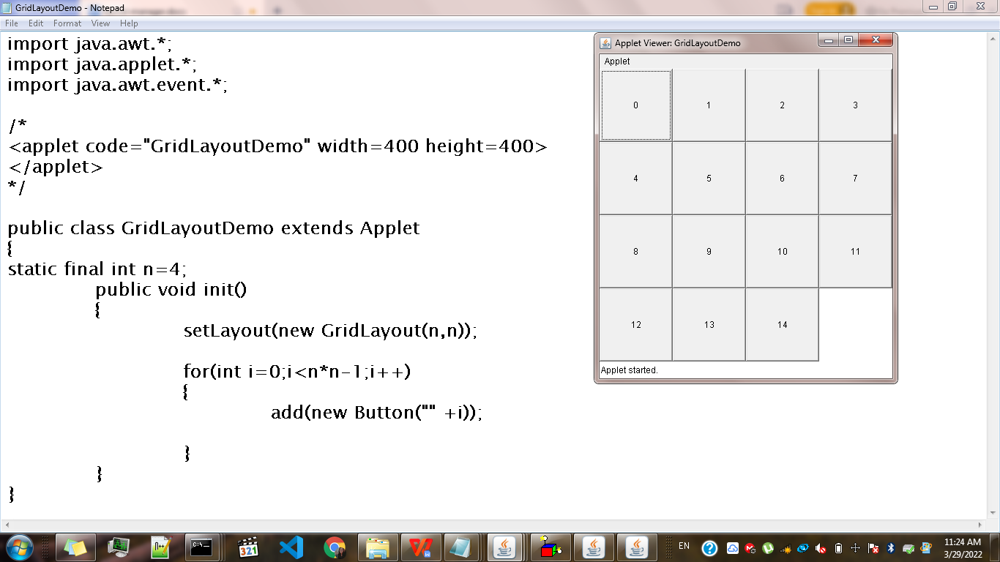 GridLayoutDemo - Notepad
File Edit Format View Help
import java.awt.*;
import java.applet.*;
import java.awt.event.*;
/*
<applet code="GridLayoutDemo" width=400 height=400>
</applet>
*/
public class GridLayoutDemo extends Applet
{
static final int n=4;
public void init()
{
setLayout(new GridLayout(n,n));
for(int i=0;i<n*n-1;i++)
{
add(new Button("" +i));
}
}
}
Applet Viewer: GridLayoutDemo
Applet
0 1 2 3
4 5 6 7
8 9 10 11
12 13 14
Applet started.
C:\_
321
EN
11:24 AM
3/29/2022